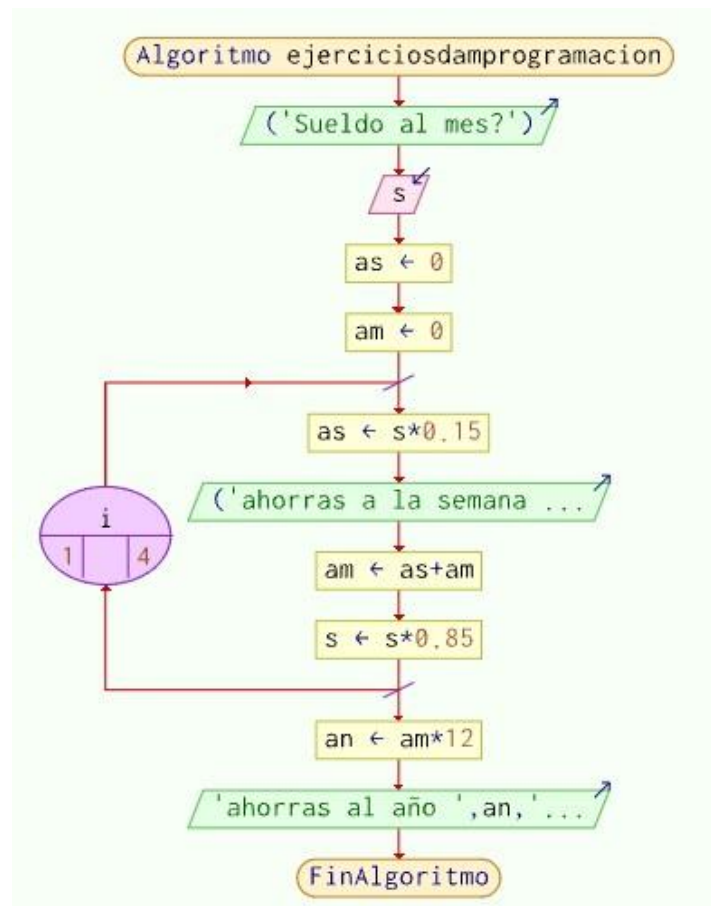 Algoritmo ejerciciosdamprogramacion
('Sueldo al mes?')
s
as ← 0
am ← 0
as ← s*0.15
('ahorras a la semana ...
i
1 4
am ← as+am
s ← s*0.85
an ← am*12
'ahorras al año ',an,'...
FinAlgoritmo